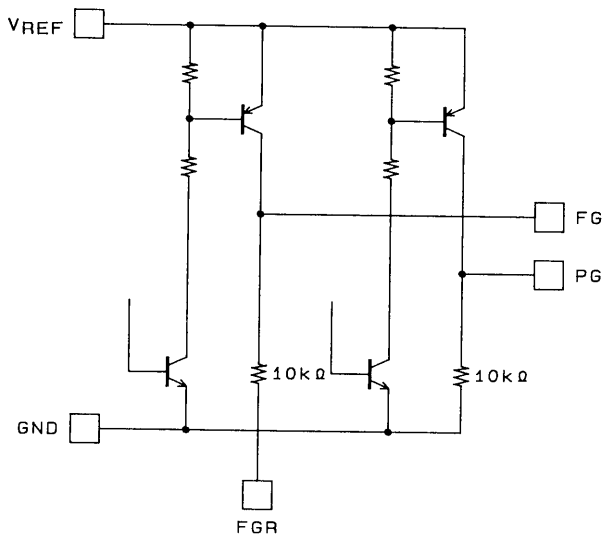 VREF
FG
PG
10kΩ
10kΩ
GND
FGR